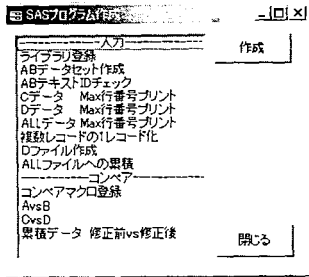 SASプログラム作成
----------入力----------
ライブラリ登録
ABデータセット作成
ABテキストIDチェック
Cデータ Max行番号プリント
Dデータ Max行番号プリント
ALLデータ Max行番号プリント
複数レコードの1レコード化
Dファイル作成
ALLファイルへの累積
----------コンペア----------
コンペアマクロ登録
AvsB
CvsD
累積データ 修正前vs修正後
作成
閉じる